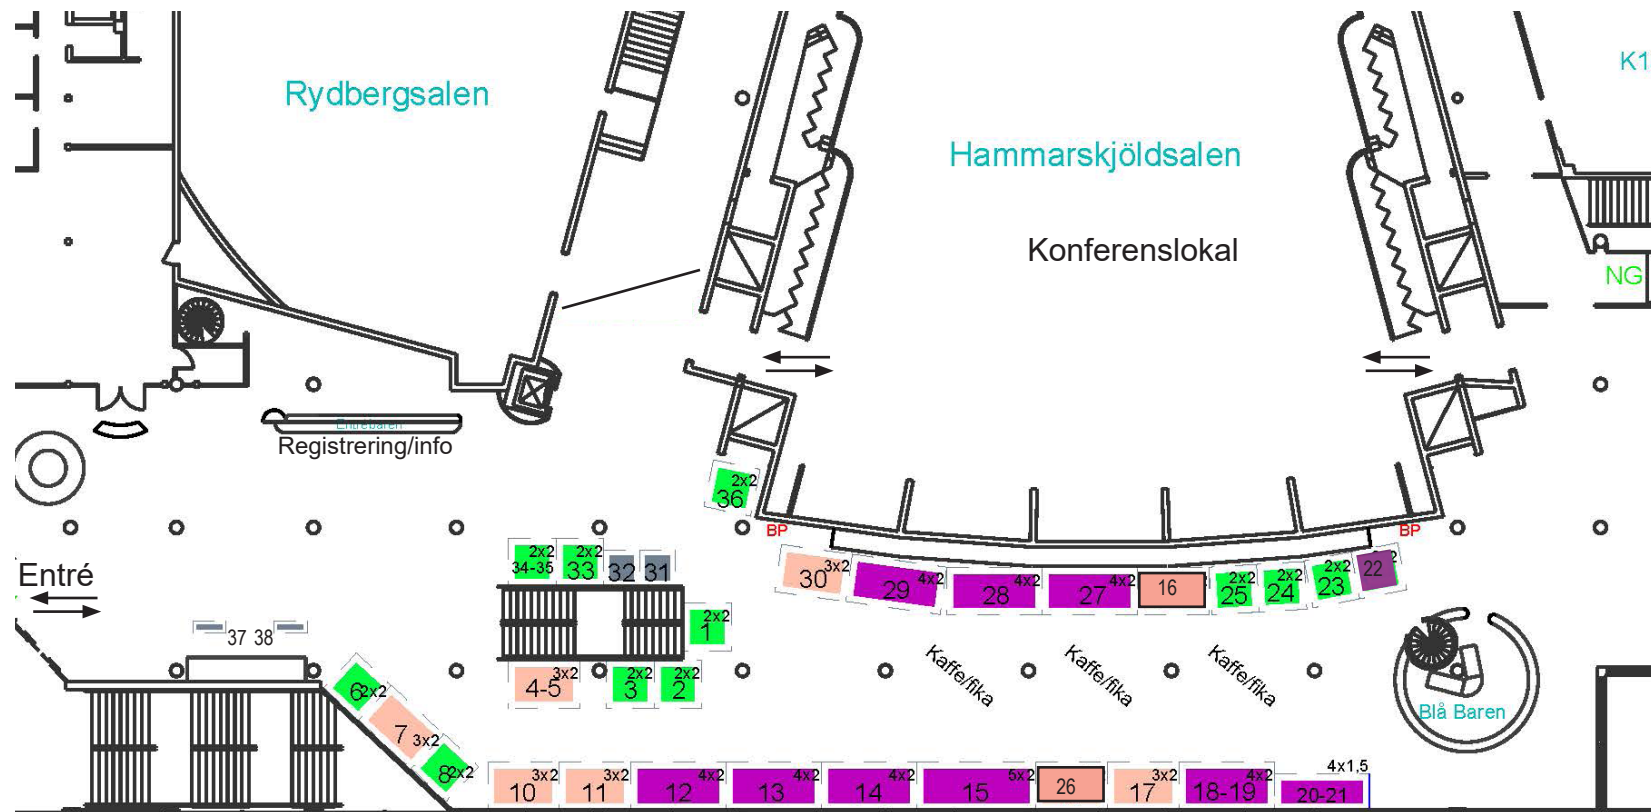 K1
Rydbergsalen
Hammarskjöldsalen
Konferenslokal
NG
Entrébaren
Registrering/info
2x2
36
BP
BP
Entré
2x2
34-35
2x2
33
32
31
3x2
30
4x2
29
4x2
28
4x2
27
16
2x2
25
2x2
24
2x2
23
22
37 38
2x2
1
Kaffe/fika
Kaffe/fika
Kaffe/fika
3x2
4-5
2x2
3
2x2
2
6
2x2
7
3x2
8
2x2
Blå Baren
3x2
10
3x2
11
4x2
12
4x2
13
4x2
14
5x2
15
26
3x2
17
4x2
18-19
4x1,5
20-21